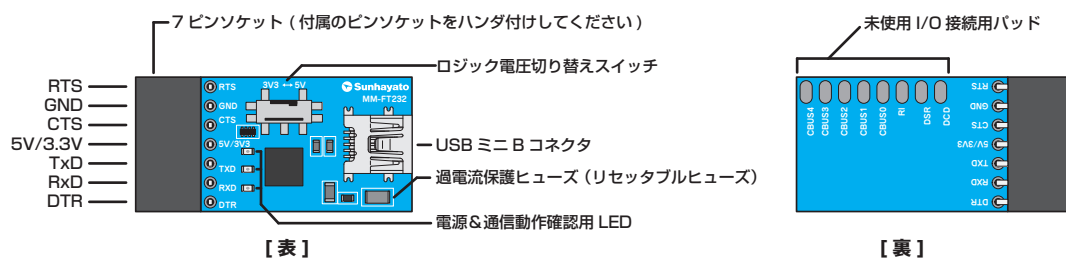 7 ピンソケット ( 付属のピンソケットをハンダ付けしてください )
ロジック電圧切り替えスイッチ
RTS
GND
CTS
5V/3.3V
TxD
RxD
DTR
RTS
GND
CTS
5V/3V3
TXD
RXD
DTR
3V3 ↔ 5V
Sunhayato
MM-FT232
USB ミニ B コネクタ
過電流保護ヒューズ (リセッタブルヒューズ)
電源&通信動作確認用 LED
[ 表 ]
未使用 I/O 接続用パッド
CBUS4
CBUS3
CBUS2
CBUS1
CBUS0
RI
DSR
DCD
RTS
GND
CTS
5V/3V3
TXD
RXD
DTR
[ 裏 ]